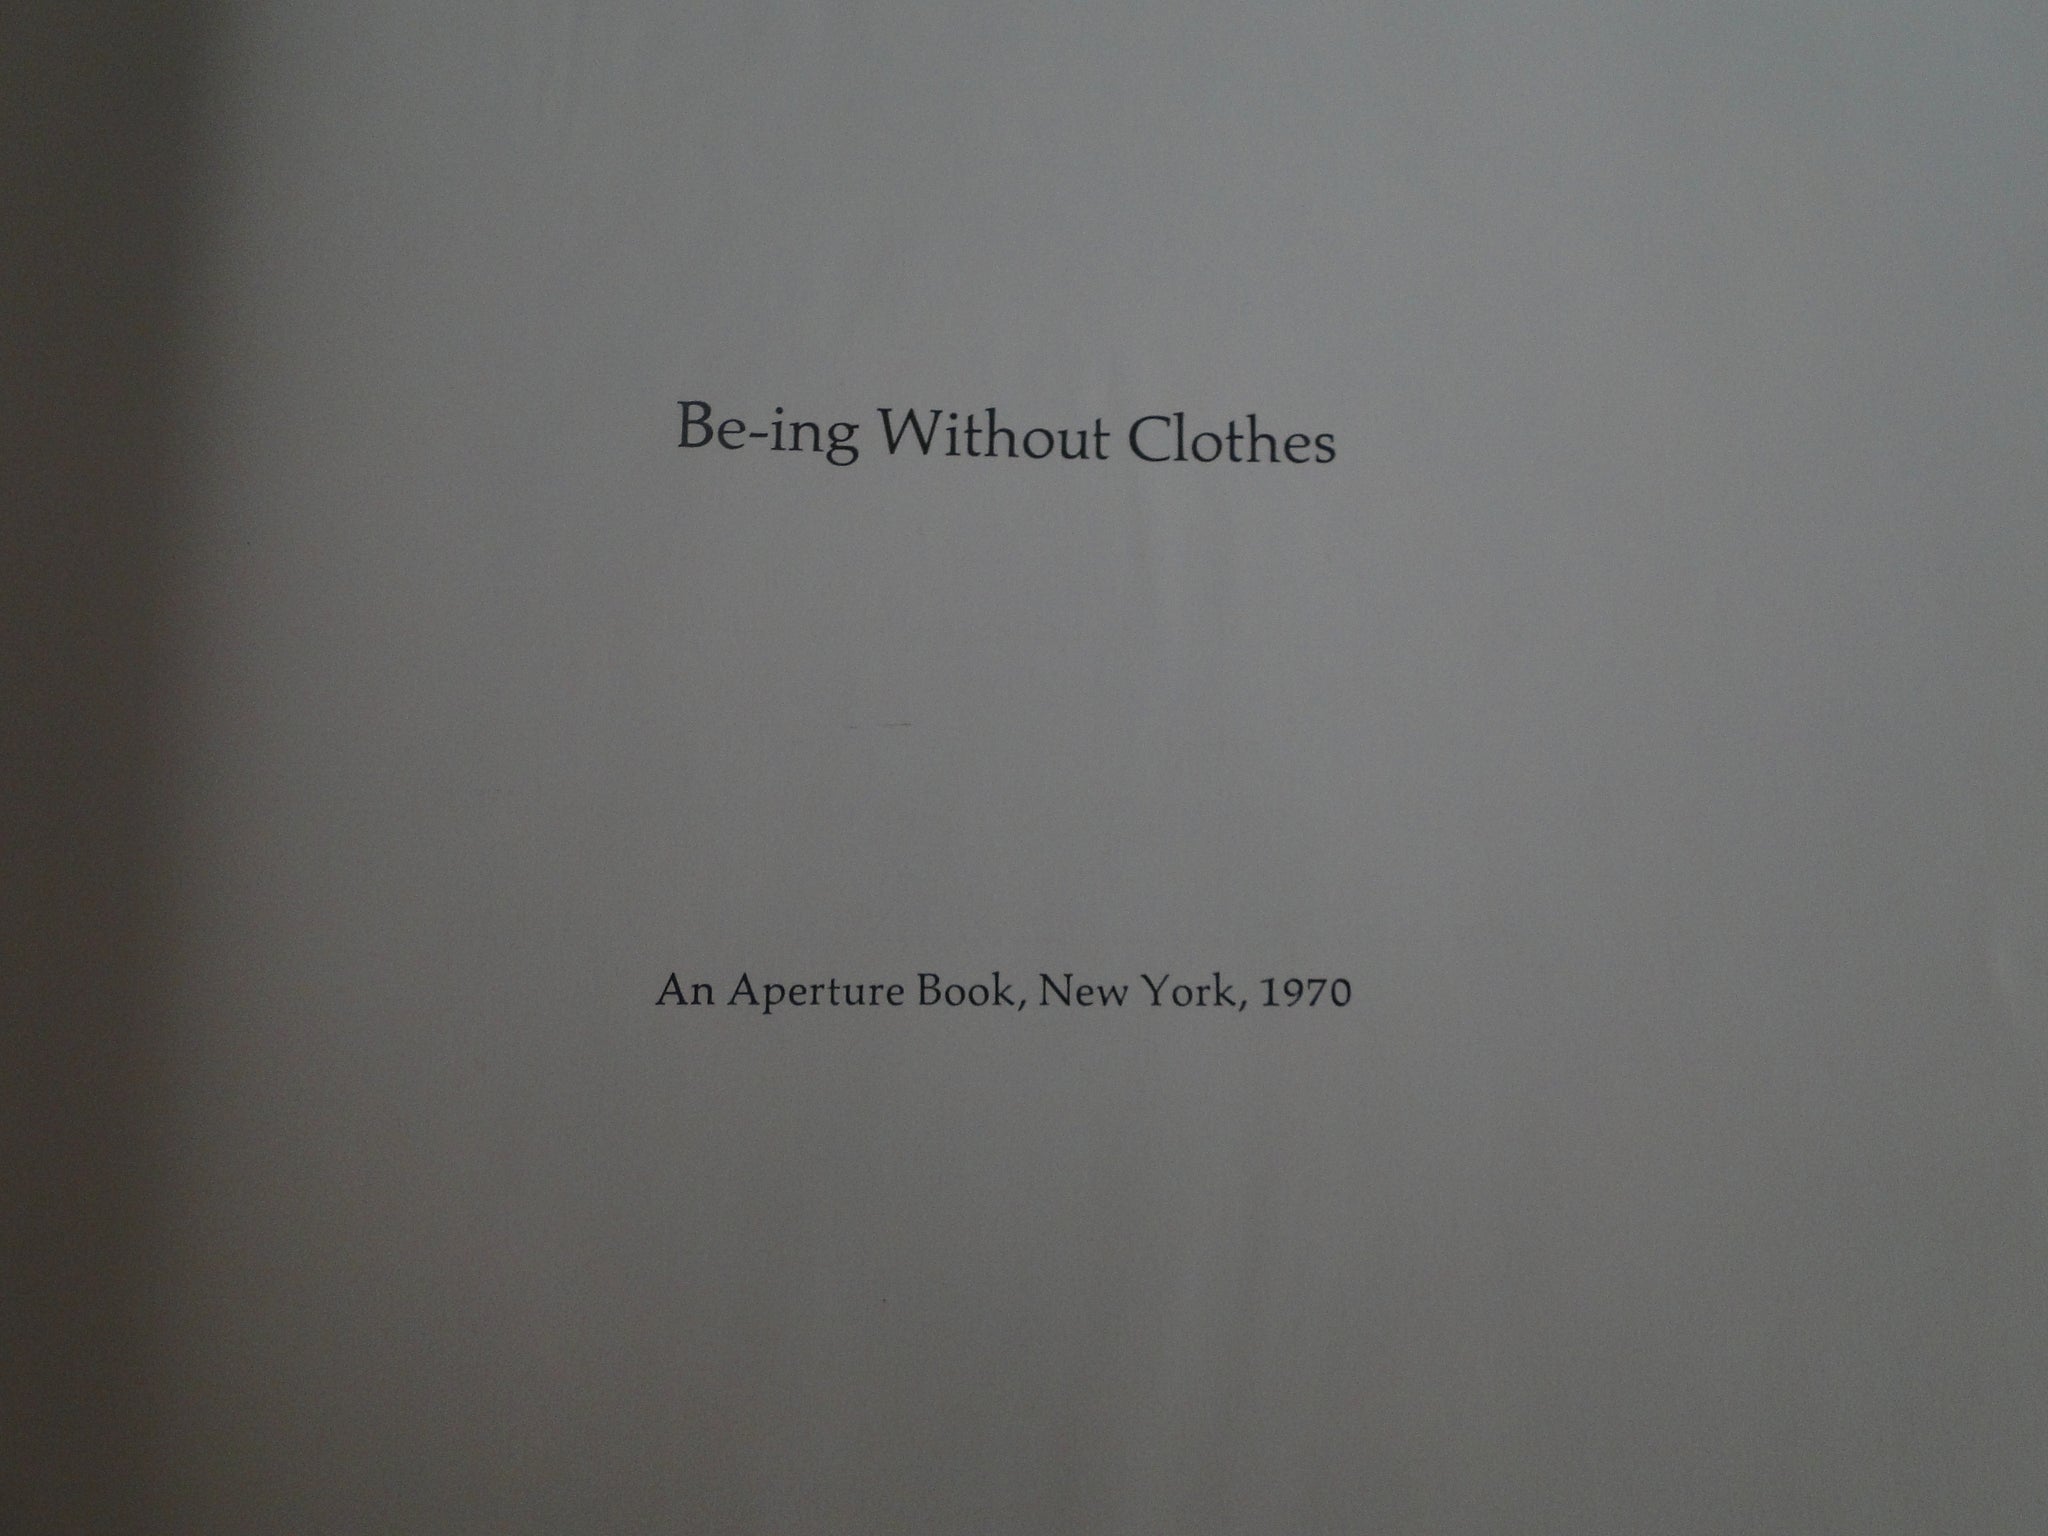 Be-ing Without Clothes
An Aperture Book, New York, 1970